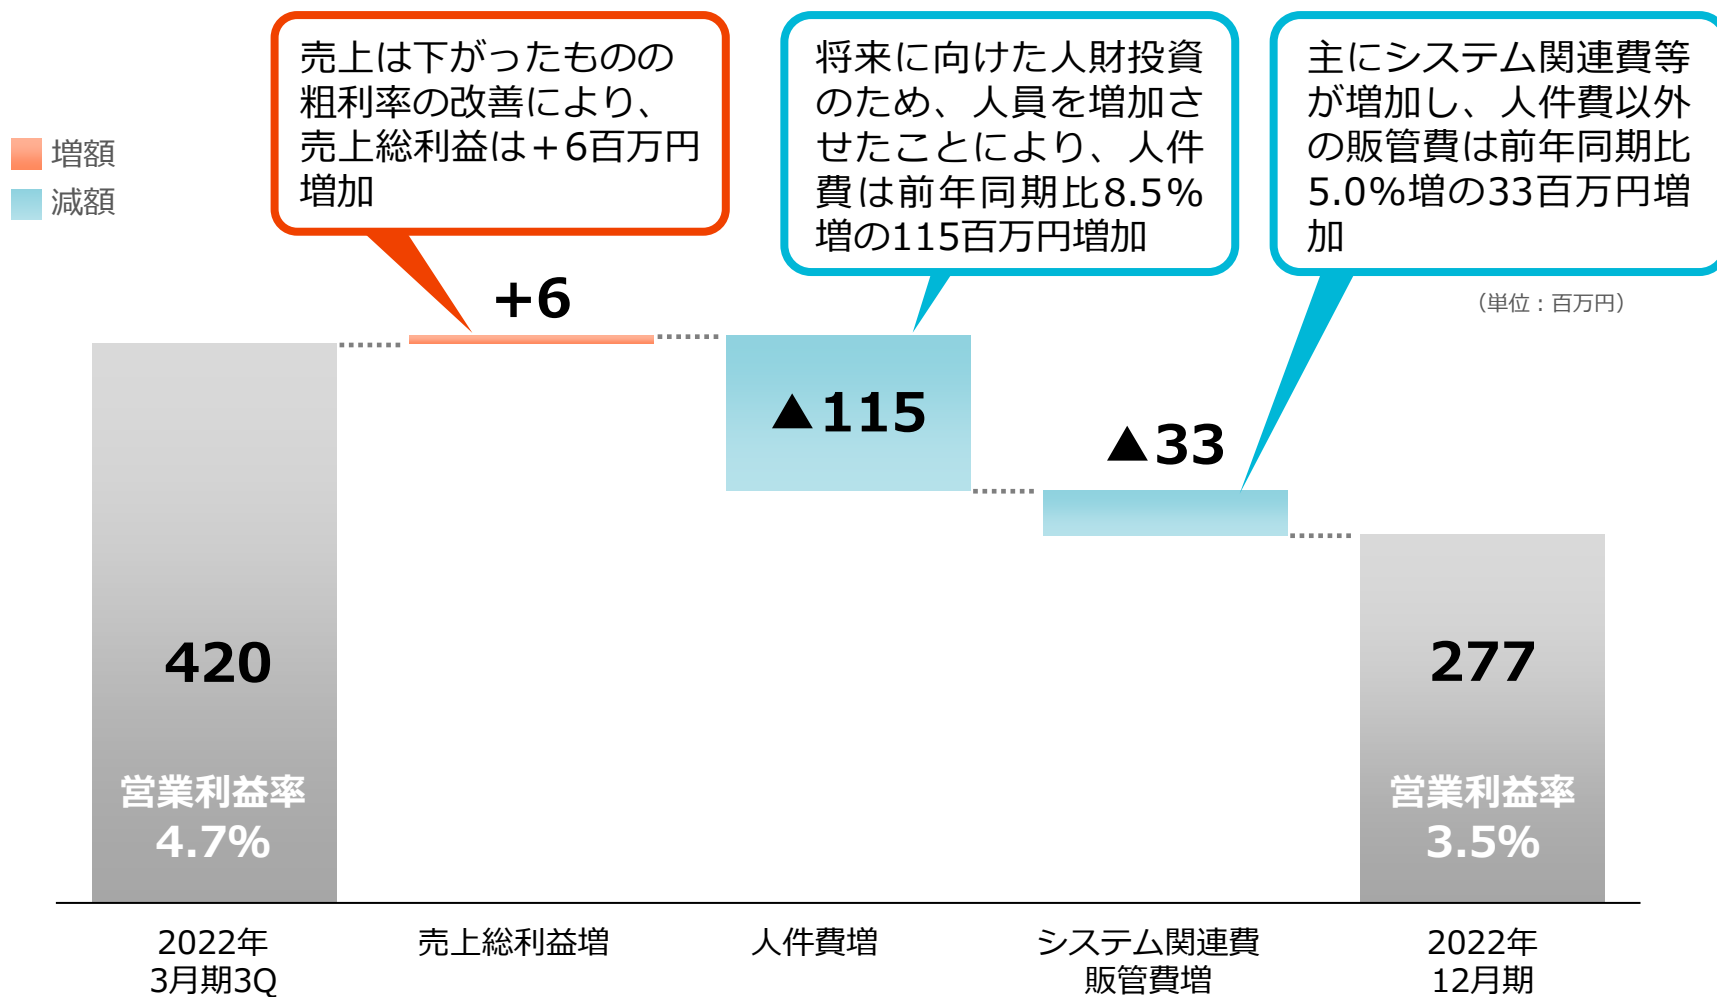 売上は下がったものの
粗利率の改善により、
売上総利益は＋6百万円
増加
将来に向けた人財投資
のため、人員を増加さ
せたことにより、人件
費は前年同期比8.5%
増の115百万円増加
主にシステム関連費等
が増加し、人件費以外
の販管費は前年同期比
5.0%増の33百万円増
加
増額
減額
（単位：百万円）
+6
▲115
▲33
420
営業利益率
4.7%
277
営業利益率
3.5%
2022年
3月期3Q
売上総利益増
人件費増
システム関連費
販管費増
2022年
12月期